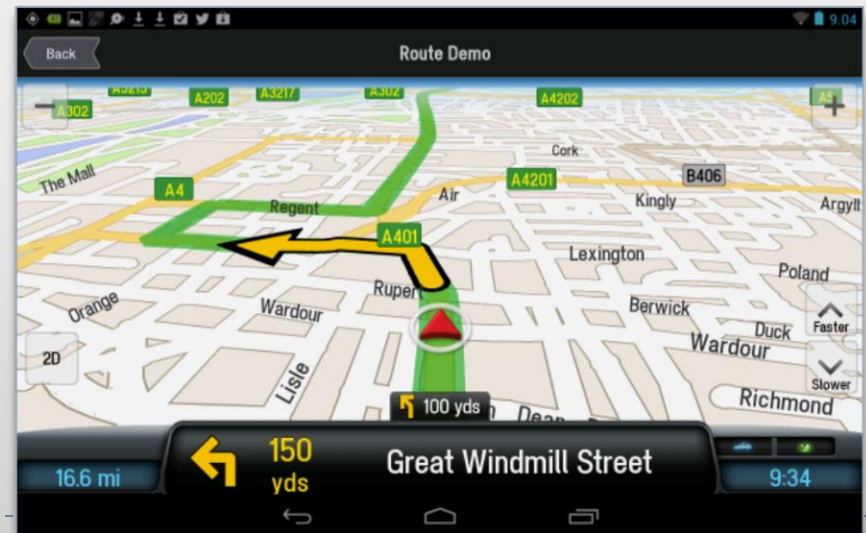 9.04
Back
Route Demo
A3213
A202
A3217
A302
A4202
A302
The Mall
A4
Cork
A4201
B406
Regent
Air
Kingly
Argyll
A401
Lexington
Poland
Orange
Rupert
Wardour
Berwick
Duck
Faster
Wardour
2D
Lisle
Slower
100 yds
Richmond
150
yds
Great Windmill Street
16.6 mi
9:34